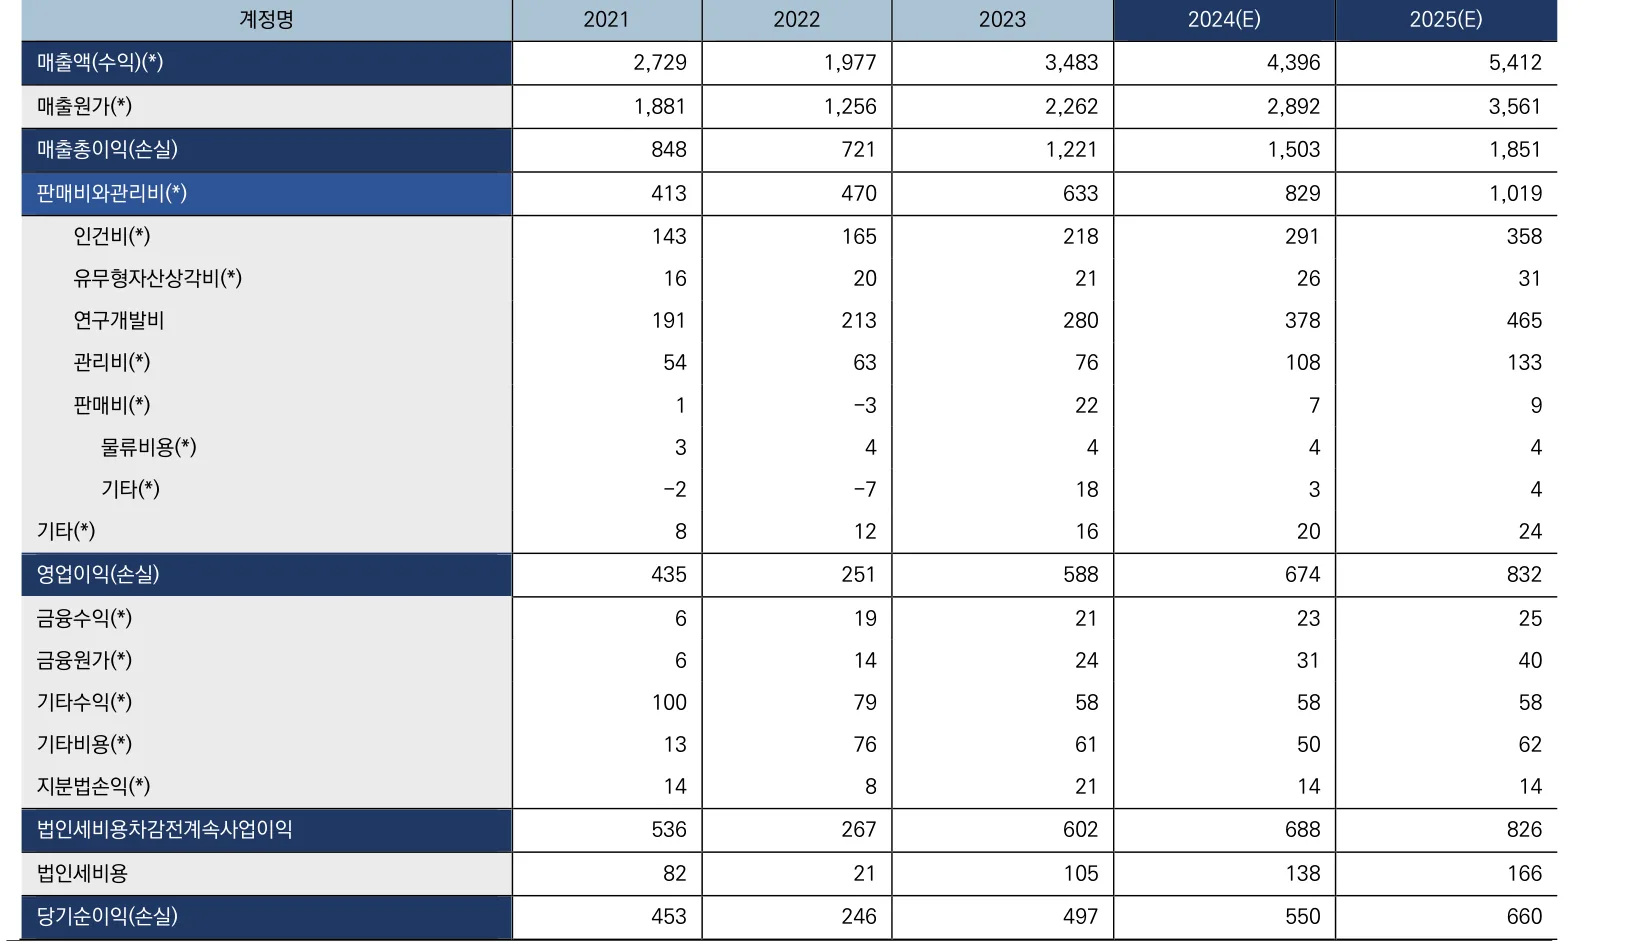 계정명 2021 2022 2023 2024(E) 2025(E)
매출액(수익)(*) 2,729 1,977 3,483 4,396 5,412
매출원가(*) 1,881 1,256 2,262 2,892 3,561
매출총이익(손실) 848 721 1,221 1,503 1,851
판매비와관리비(*) 413 470 633 829 1,019
인건비(*) 143 165 218 291 358
유무형자산상각비(*) 16 20 21 26 31
연구개발비 191 213 280 378 465
관리비(*) 54 63 76 108 133
판매비(*) 1 -3 22 7 9
물류비용(*) 3 4 4 4 4
기타(*) -2 -7 18 3 4
기타(*) 8 12 16 20 24
영업이익(손실) 435 251 588 674 832
금융수익(*) 6 19 21 23 25
금융원가(*) 6 14 24 31 40
기타수익(*) 100 79 58 58 58
기타비용(*) 13 76 61 50 62
지분법손익(*) 14 8 21 14 14
법인세비용차감전계속사업이익 536 267 602 688 826
법인세비용 82 21 105 138 166
당기순이익(손실) 453 246 497 550 660